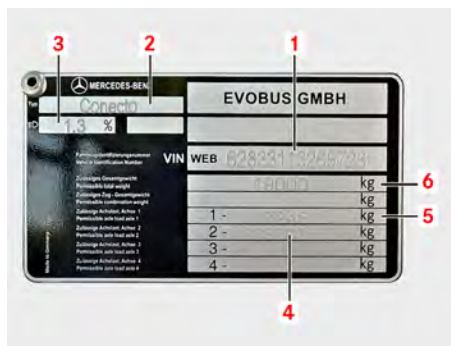 3
2
1
MERCEDES-BENZ
EVOBUS GMBH
Typ
Conecto
1.3 %
Fahrzeugidentifizierungsnummer
Vehicle Identification Number
VIN
WEB
Zulässiges Gesamtgewicht
Permissible total weight
18000 kg
6
Zulässiges Zug - Gesamtgewicht
Permissible combination weight
kg
Zulässige Achslast, Achse 1
Permissible axle load axle 1
1 - kg
5
Zulässige Achslast, Achse 2
Permissible axle load axle 2
2 - kg
Zulässige Achslast, Achse 3
Permissible axle load axle 3
3 - kg
Zulässige Achslast, Achse 4
Permissible axle load axle 4
4 - kg
Made in Germany
4